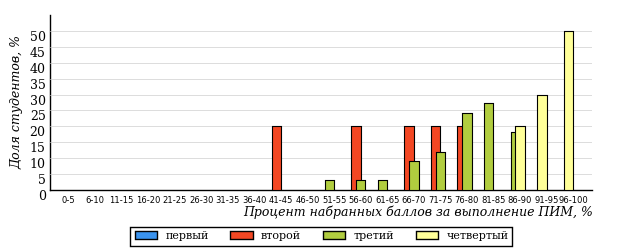 Доля студентов, %
50
45
40
35
30
25
20
15
10
5
0
0-5 6-10 11-15 16-20 21-25 26-30 31-35 36-40 41-45 46-50 51-55 56-60 61-65 66-70 71-75 76-80 81-85 86-90 91-95 96-100
Процент набранных баллов за выполнение ПИМ, %
первый второй третий четвертый